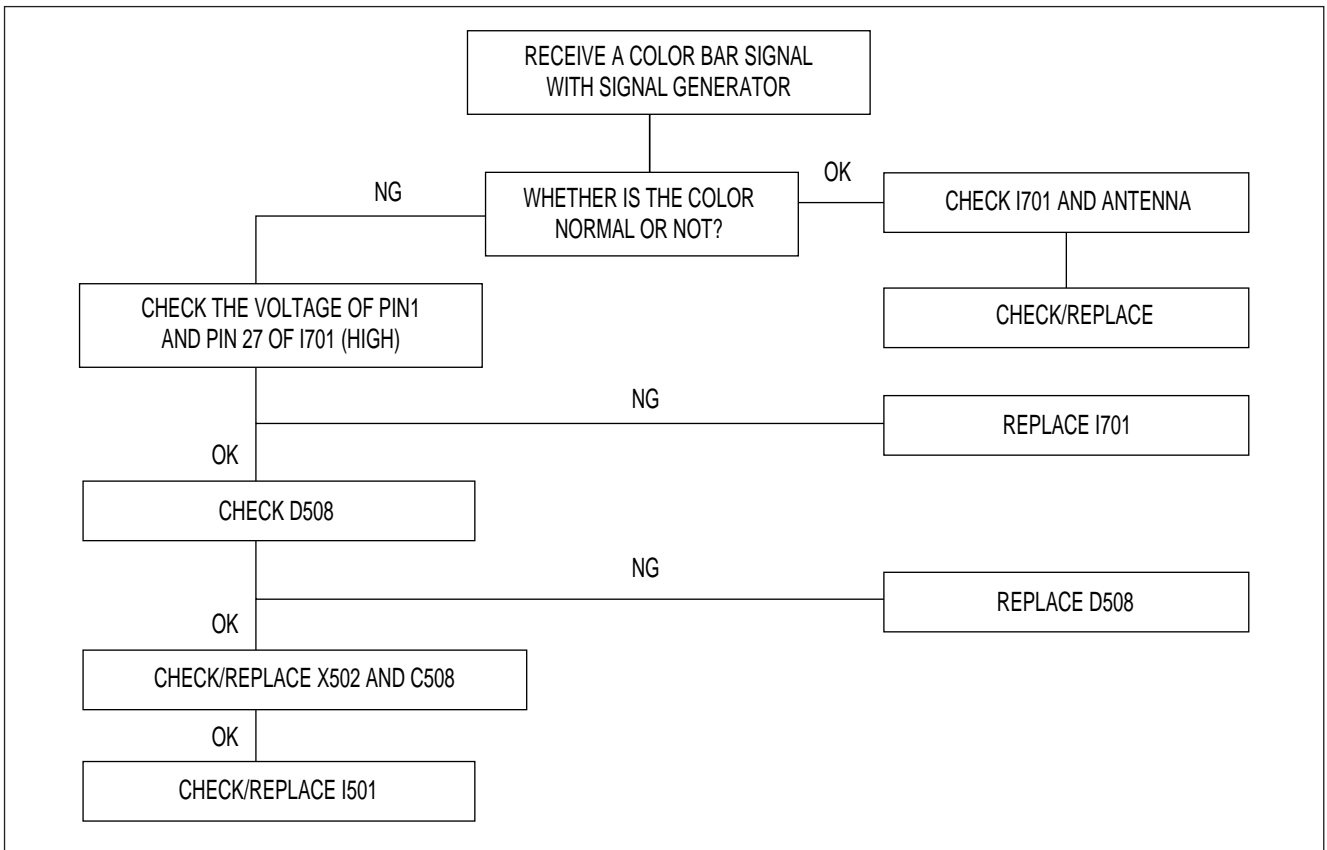 RECEIVE A COLOR BAR SIGNAL
WITH SIGNAL GENERATOR
OK
NG
WHETHER IS THE COLOR
NORMAL OR NOT?
CHECK I701 AND ANTENNA
CHECK THE VOLTAGE OF PIN1
AND PIN 27 OF I701 (HIGH)
CHECK/REPLACE
NG
REPLACE I701
OK
CHECK D508
NG
REPLACE D508
OK
CHECK/REPLACE X502 AND C508
OK
CHECK/REPLACE I501